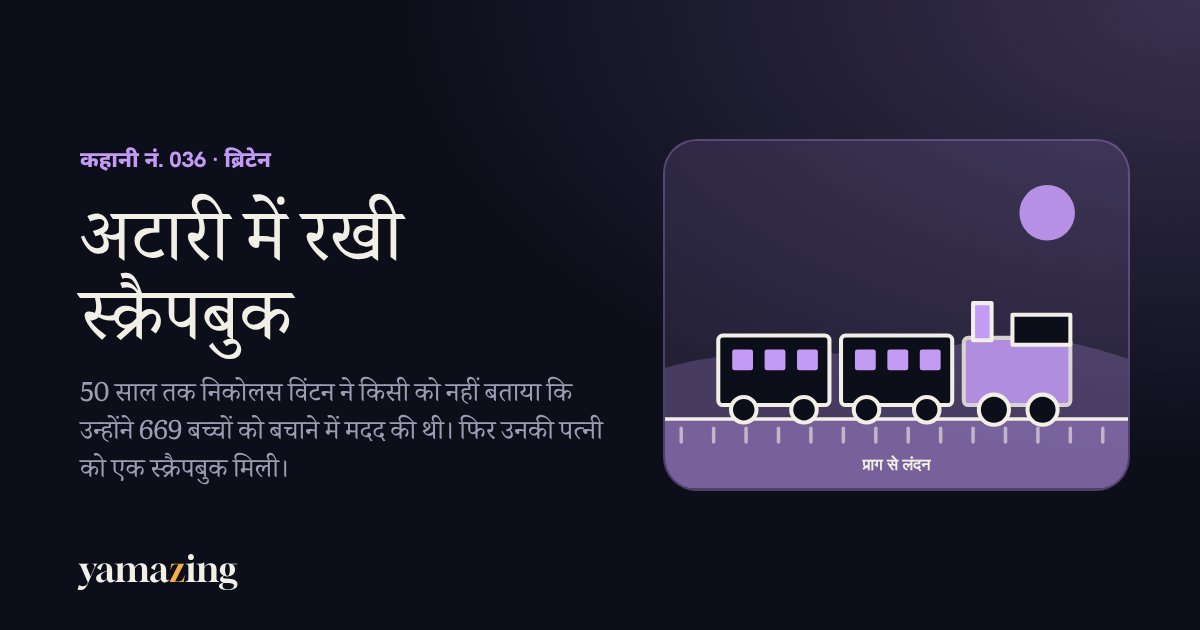 कहानी नं. 036 · ब्रिटेन
अटारी में रखी
स्क्रैपबुक
50 साल तक निकोलस विंटन ने किसी को नहीं बताया कि
उन्होंने 669 बच्चों को बचाने में मदद की थी। फिर उनकी पत्नी
को एक स्क्रैपबुक मिली।
प्राग से लंदन
yamazing